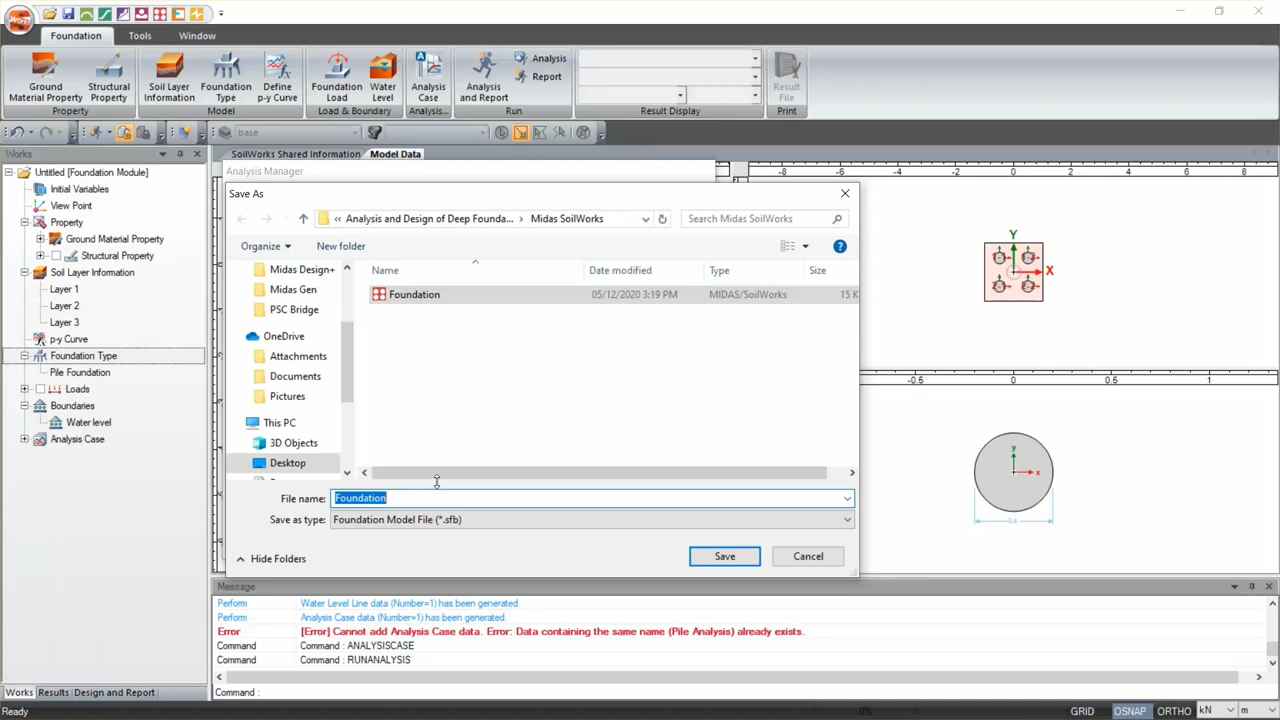 Foundation
Tools
Window
Ground
Material Property
Structural
Property
Property
Soil Layer
Information
Foundation
Type
Define
p-y Curve
Model
Foundation
Load
Water
Level
Load & Boundary
Analysis
Case
Analysis...
Analysis
and Report
Analysis
Report
Run
Result Display
Result
File
Print
base
Works
Untitled [Foundation Module]
Initial Variables
View Point
Property
Ground Material Property
Structural Property
Soil Layer Information
Layer 1
Layer 2
Layer 3
p-y Curve
Foundation Type
Pile Foundation
Loads
Boundaries
Water level
Analysis Case
Works
Results
Design and Report
SoilWorks Shared Information
Model Data
Analysis Manager
Save As
« Analysis and Design of Deep Founda... › Midas SoilWorks
Search Midas SoilWorks
Organize
New folder
Midas Design+
Midas Gen
PSC Bridge
OneDrive
Attachments
Documents
Pictures
This PC
3D Objects
Desktop
Name
Date modified
Type
Size
Foundation
05/12/2020 3:19 PM
MIDAS/SoilWorks
15 K
File name:
Foundation
Save as type:
Foundation Model File (*.sfb)
Hide Folders
Save
Cancel
-8
-6
-4
-2
0
2
4
6
8
Y
X
-0.5
0
0.5
1
y
x
0.4
Message
Perform Water Level Line data (Number=1) has been generated.
Perform Analysis Case data (Number=1) has been generated.
Error [Error] Cannot add Analysis Case data. Error: Data containing the same name (Pile Analysis) already exists.
Command Command : ANALYSISCASE
Command Command : RUNANALYSIS
Command :
Ready
0%
GRID
OSNAP
ORTHO
kN
m